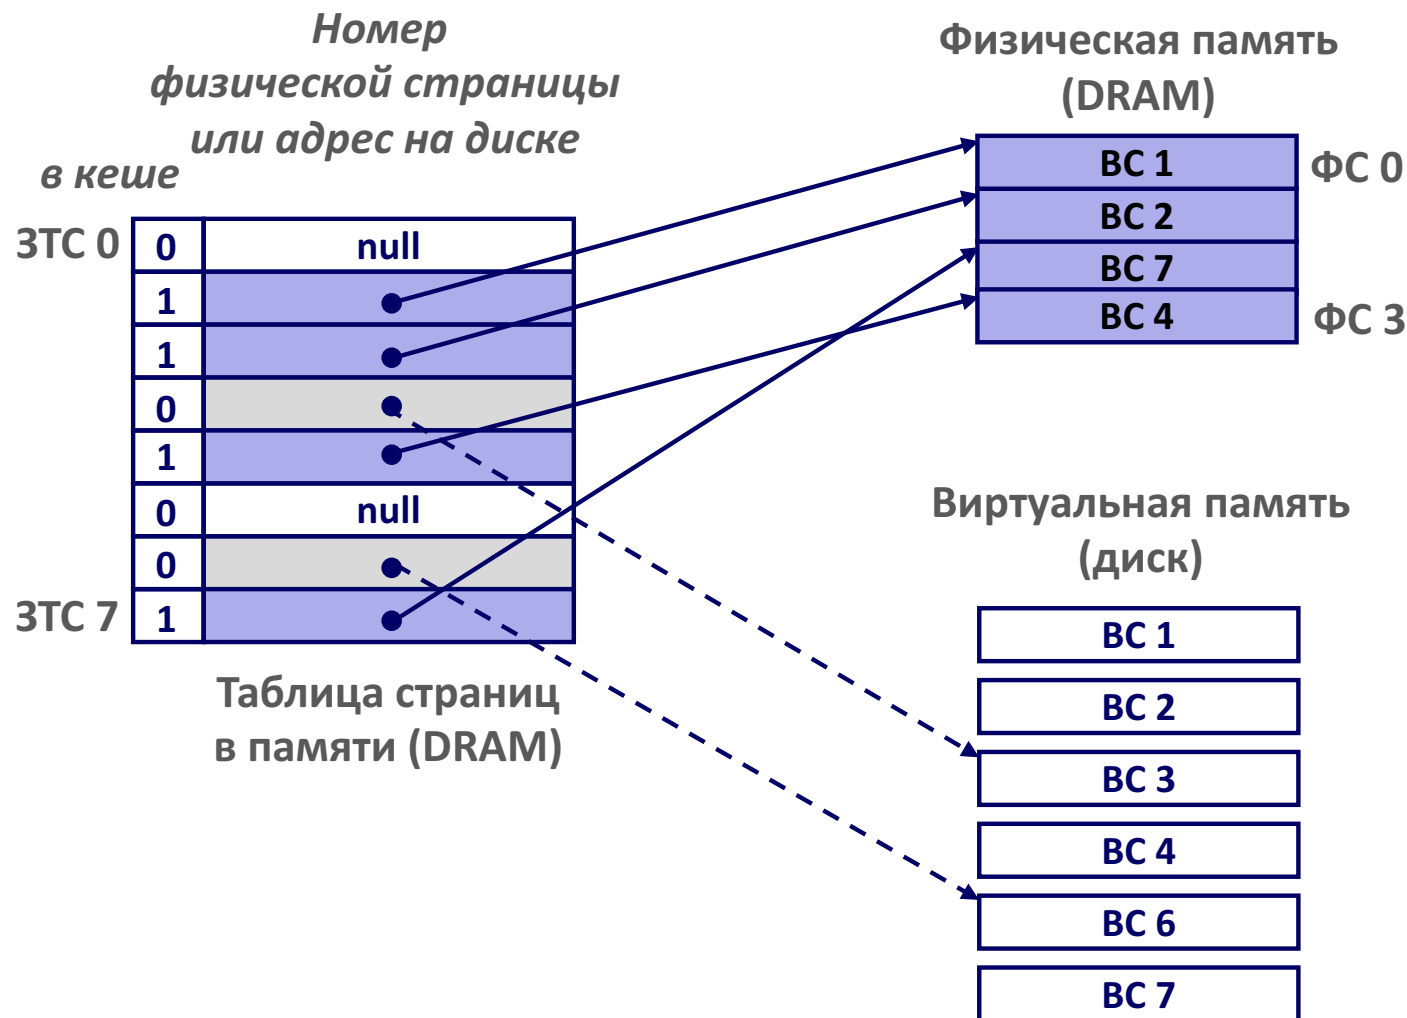 Номер
физической страницы
или адрес на диске
в кеше
ЗТС 0
0 null
1
1
0
1
0 null
0
ЗТС 7 1
Таблица страниц
в памяти (DRAM)
Физическая память
(DRAM)
ВС 1 ФС 0
ВС 2
ВС 7
ВС 4 ФС 3
Виртуальная память
(диск)
ВС 1
ВС 2
ВС 3
ВС 4
ВС 6
ВС 7